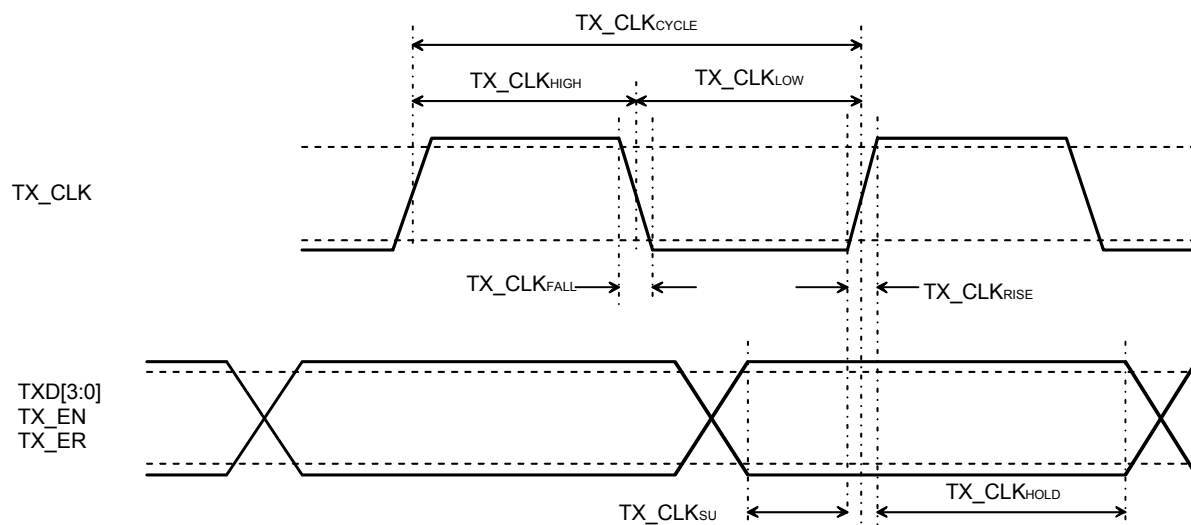 TX_CLKCYCLE
TX_CLKHIGH
TX_CLKLOW
TX_CLK
TX_CLKFALL
TX_CLKRISE
TXD[3:0]
TX_EN
TX_ER
TX_CLKHOLD
TX_CLKSU